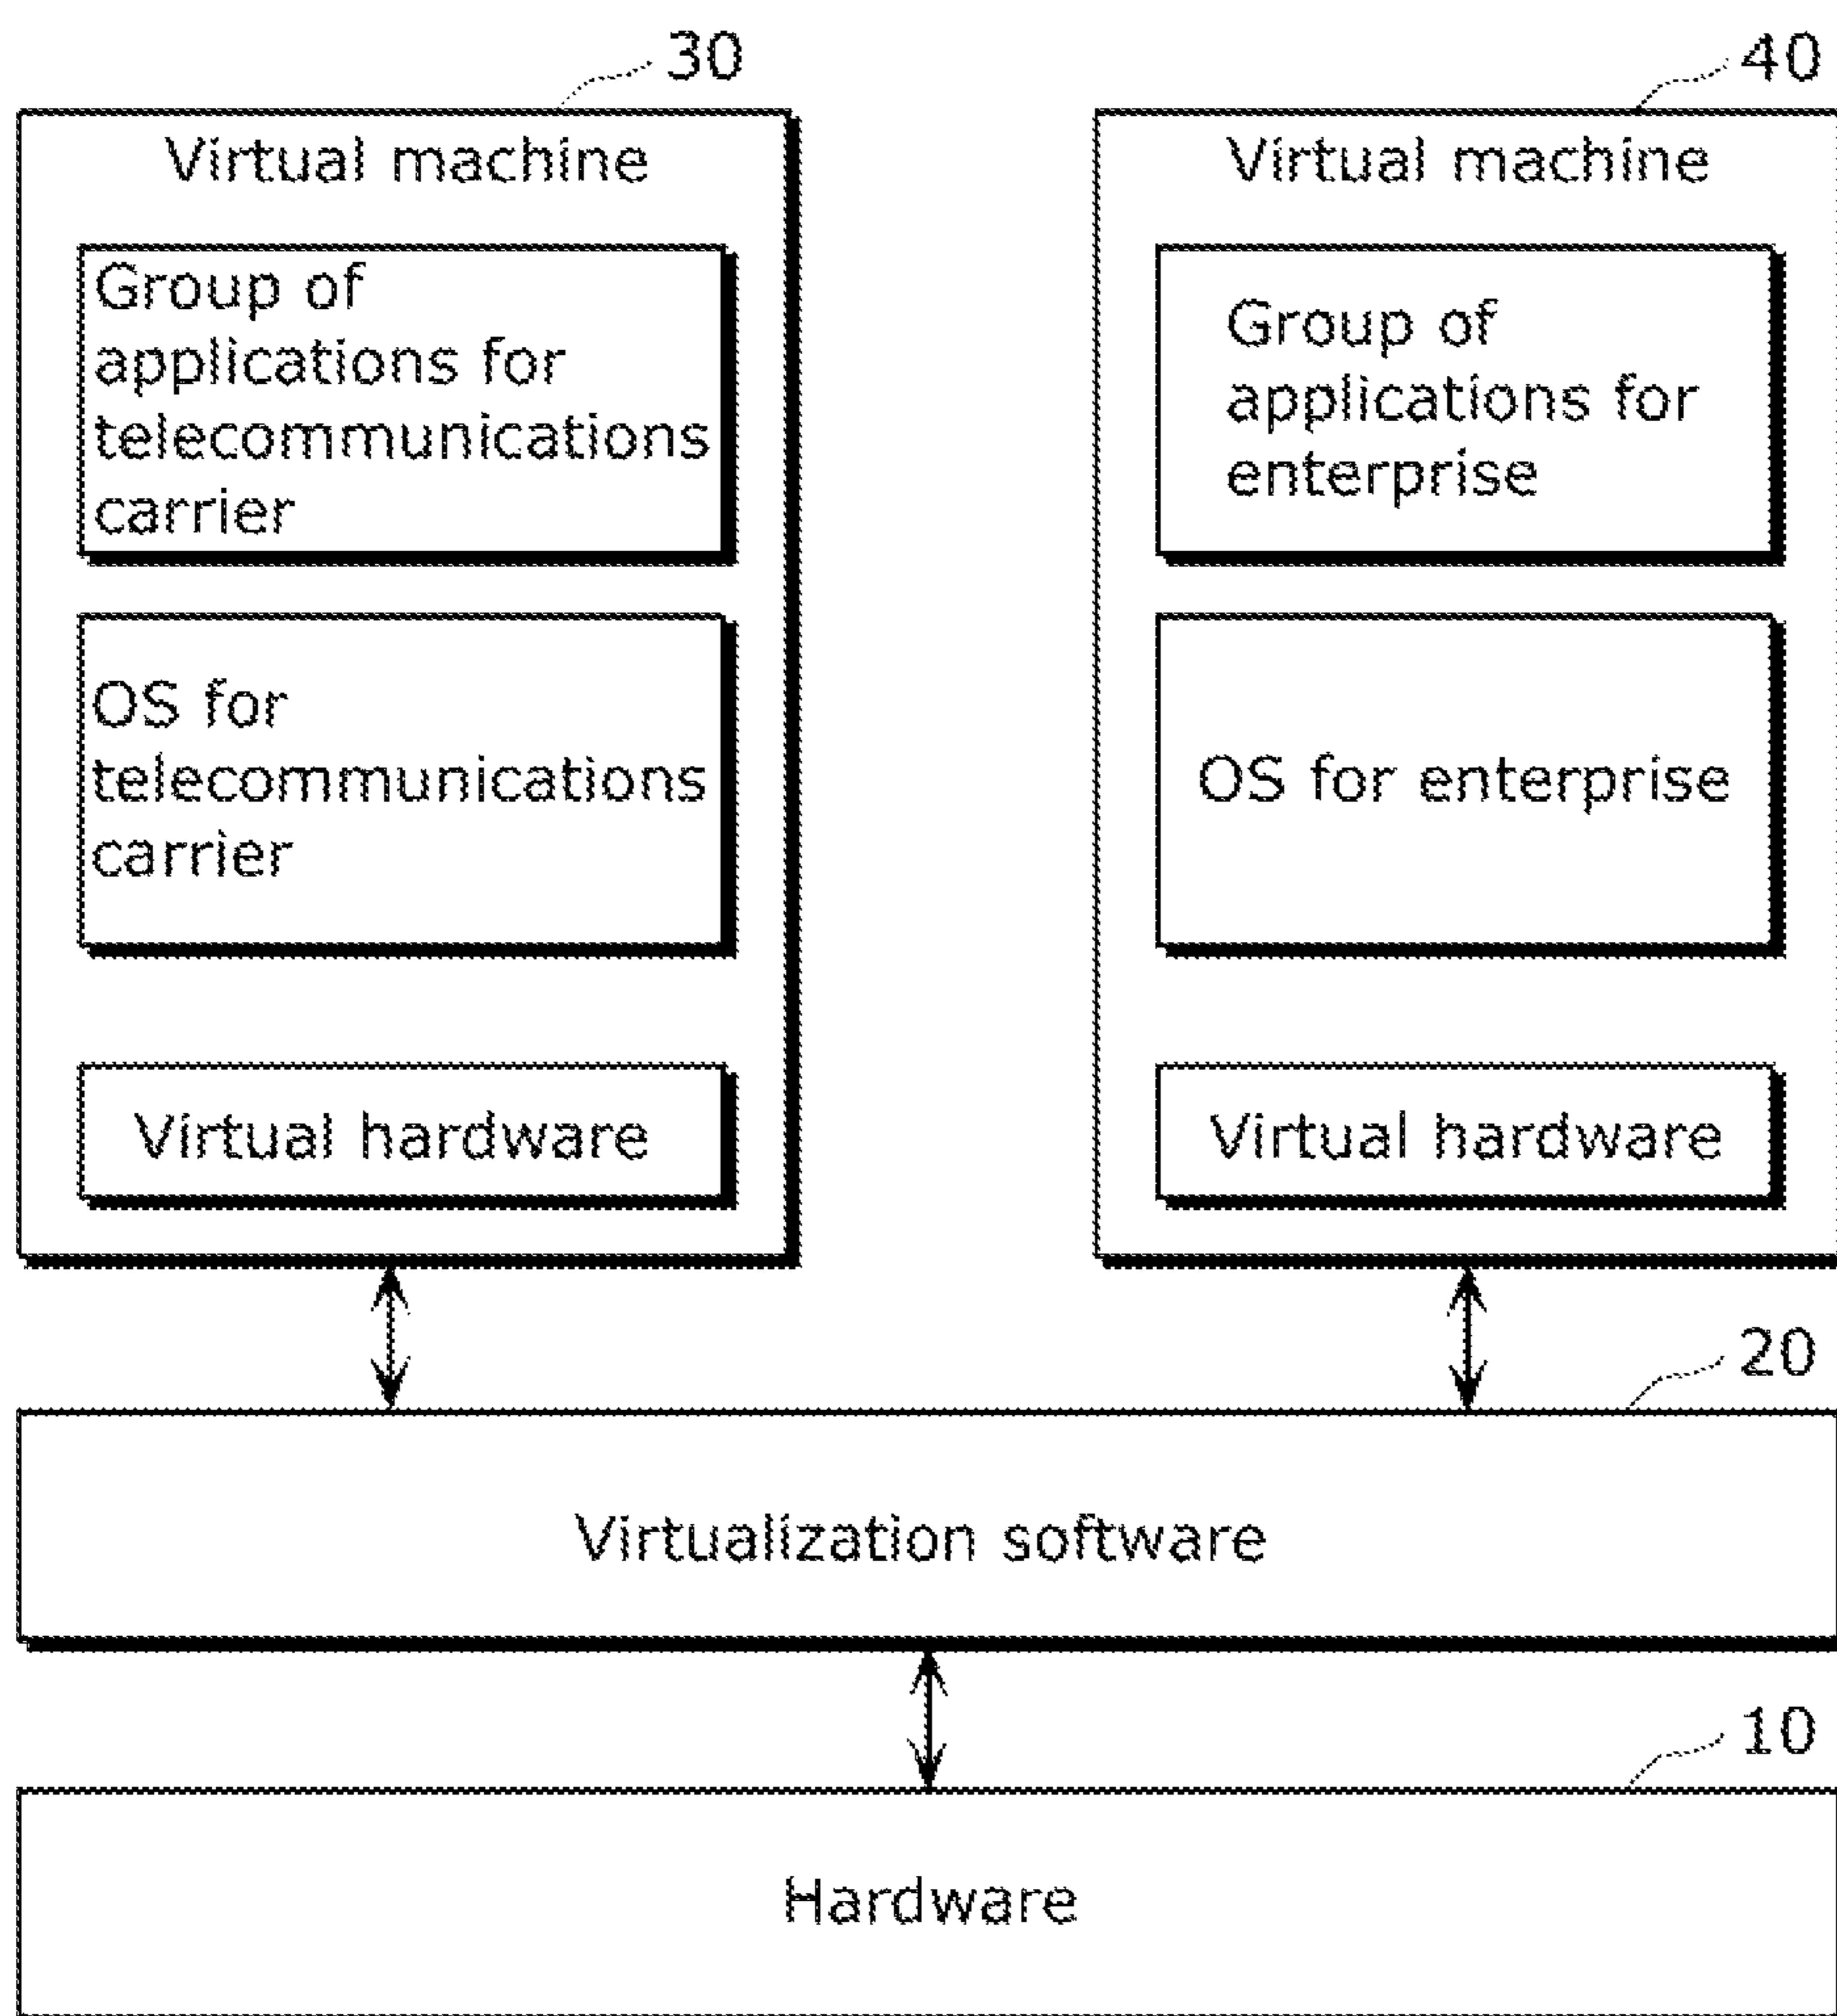 30
Virtual machine
Group of
applications for
telecommunications
carrier
OS for
telecommunications
carrier
Virtual hardware
40
Virtual machine
Group of
applications for
enterprise
OS for enterprise
Virtual hardware
20
Virtualization software
10
Hardware